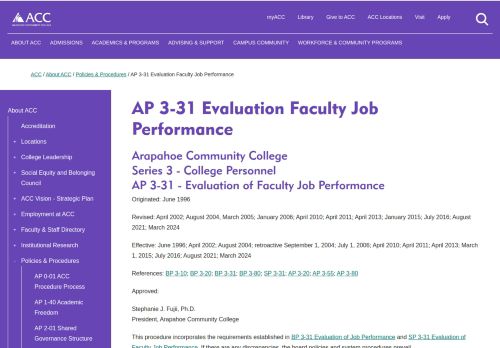 ACC
ARAPAHOE COMMUNITY COLLEGE
myACC Library Give to ACC ACC Locations Visit Apply
ABOUT ACC ADMISSIONS ACADEMICS & PROGRAMS ADVISING & SUPPORT CAMPUS COMMUNITY WORKFORCE & COMMUNITY PROGRAMS
ACC / About ACC / Policies & Procedures / AP 3-31 Evaluation Faculty Job Performance
About ACC
Accreditation
Locations
College Leadership
Social Equity and Belonging
Council
ACC Vision - Strategic Plan
Employment at ACC
Faculty & Staff Directory
Institutional Research
Policies & Procedures
AP 0-01 ACC
Procedure Process
AP 1-40 Academic
Freedom
AP 2-01 Shared
Governance Structure
AP 3-31 Evaluation Faculty Job
Performance
Arapahoe Community College
Series 3 - College Personnel
AP 3-31 - Evaluation of Faculty Job Performance
Originated: June 1996
Revised: April 2002; August 2004, March 2005; January 2006; April 2010; April 2011; April 2013; January 2015; July 2016; August
2021; March 2024
Effective: June 1996; April 2002; August 2004; retroactive September 1, 2004; July 1, 2006; April 2010; April 2011; April 2013; March
1, 2015; July 2016; August 2021; March 2024
References: BP 3-10; BP 3-20; BP 3-31; BP 3-80; SP 3-31; AP 3-20; AP 3-55; AP 3-80
Approved:
Stephanie J. Fujii, Ph.D.
President, Arapahoe Community College
This procedure incorporates the requirements established in BP 3-31 Evaluation of Job Performance and SP 3-31 Evaluation of
Faculty Job Performance. If there are any discrepancies, the board policies and system procedures prevail.